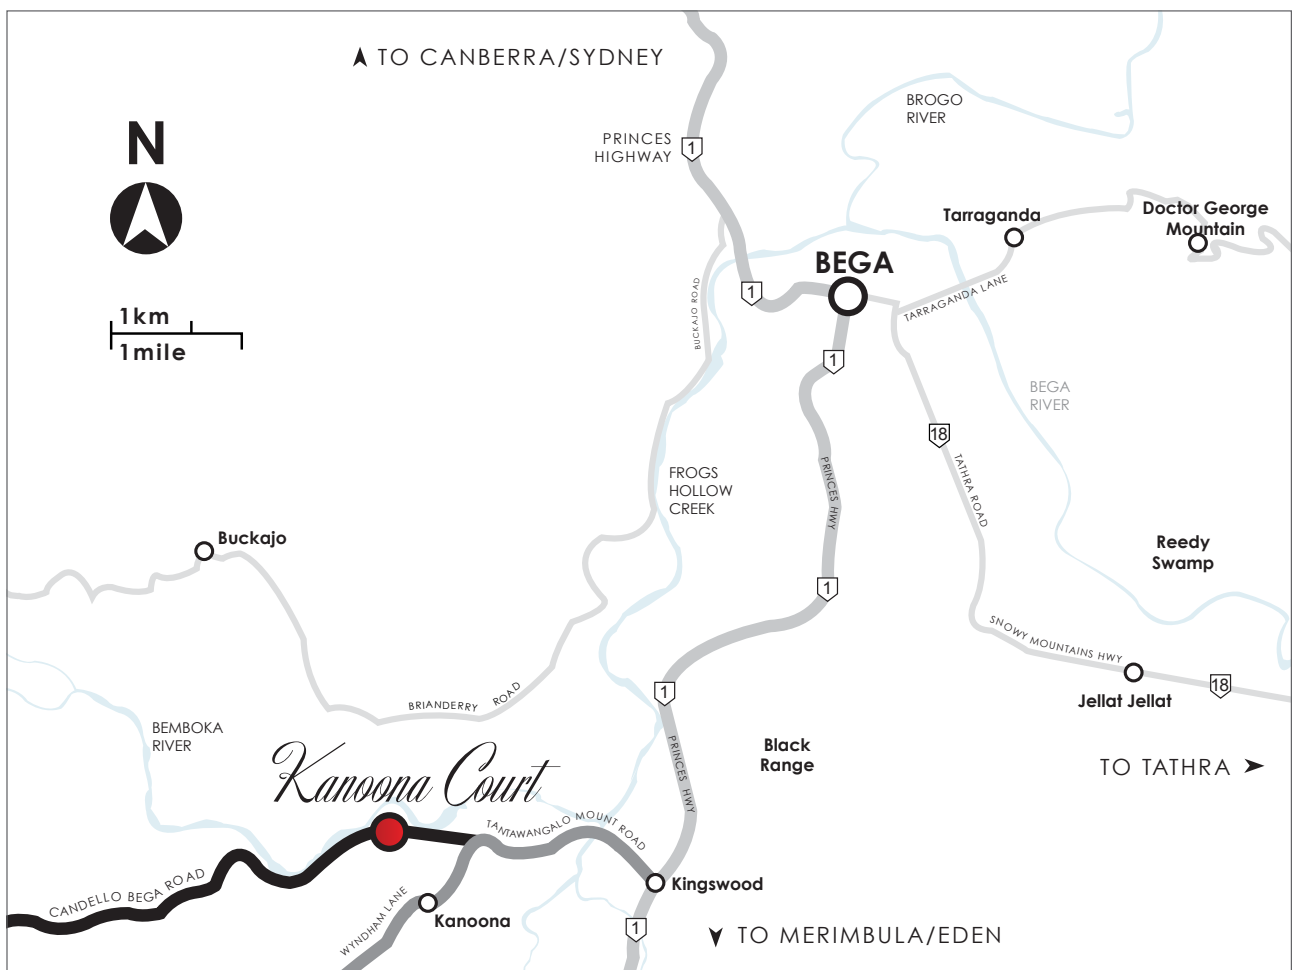 TO CANBERRA/SYDNEY
BROGO
RIVER
N
PRINCES
HIGHWAY
1
Tarraganda
Doctor George
Mountain
BEGA
BUCKAJO ROAD
1
TARRAGANDA LANE
1km
1mile
1
BEGA
RIVER
18
TATHRA ROAD
PRINCES HWY
FROGS
HOLLOW
CREEK
Buckajo
Reedy
Swamp
1
SNOWY MOUNTAINS HWY
Jellat Jellat
18
1
BRIANDERRY ROAD
BEMBOKA
RIVER
PRINCES HWY
Black
Range
TO TATHRA
Kanoona Court
TANTAWANGALO MOUNT ROAD
CANDELLO BEGA ROAD
Kingswood
WYNDHAM LANE
Kanoona
1
TO MERIMBULA/EDEN